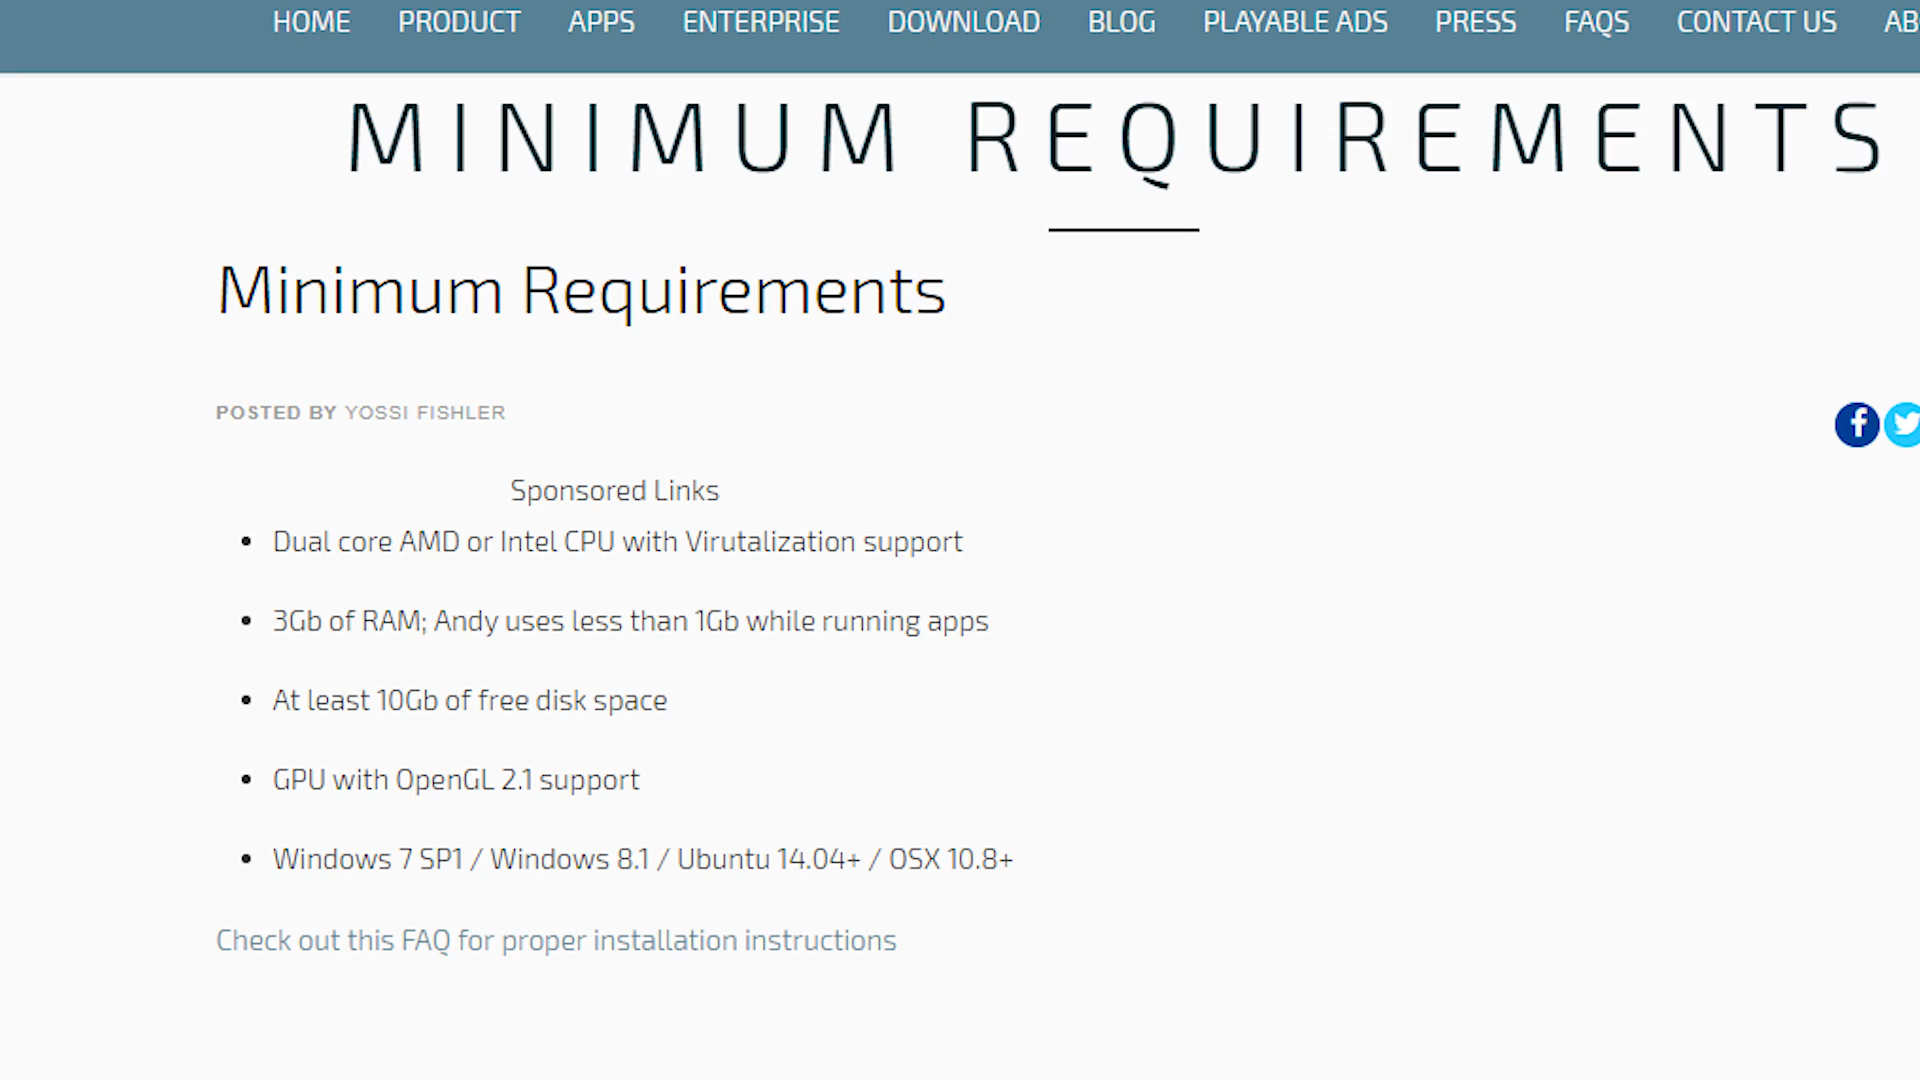 HOME PRODUCT APPS ENTERPRISE DOWNLOAD BLOG PLAYABLE ADS PRESS FAQS CONTACT US AB
MINIMUM REQUIREMENTS
Minimum Requirements
POSTED BY YOSSI FISHLER
Sponsored Links
• Dual core AMD or Intel CPU with Virutalization support
• 3Gb of RAM; Andy uses less than 1Gb while running apps
• At least 10Gb of free disk space
• GPU with OpenGL 2.1 support
• Windows 7 SP1 / Windows 8.1 / Ubuntu 14.04+ / OSX 10.8+
Check out this FAQ for proper installation instructions